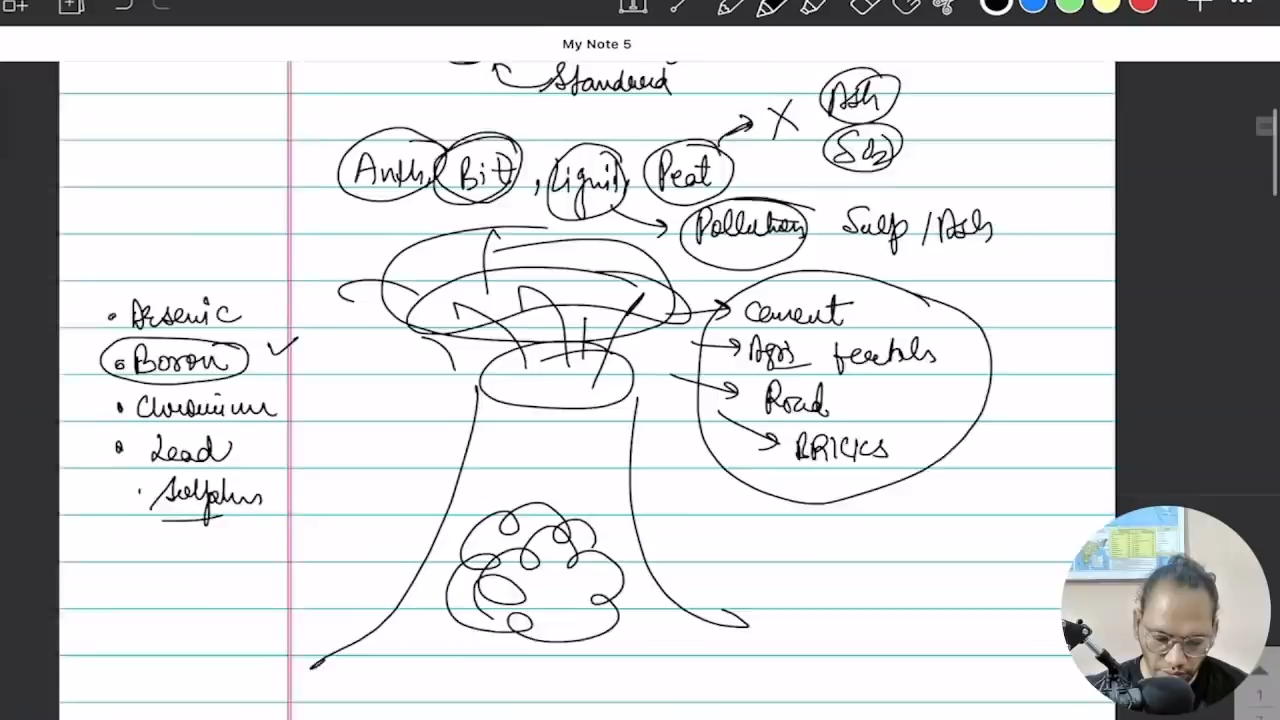 My Note 5
Standard
Ash
Anth, Bit, Lignit, Peat → X SO2
Pollution Sulp / Ash
• Arsenic
• Boron ✓
• Chromium
• Lead
• Sulphur
→ Cement
→ Agri
→ Road
→ BRICKS
1